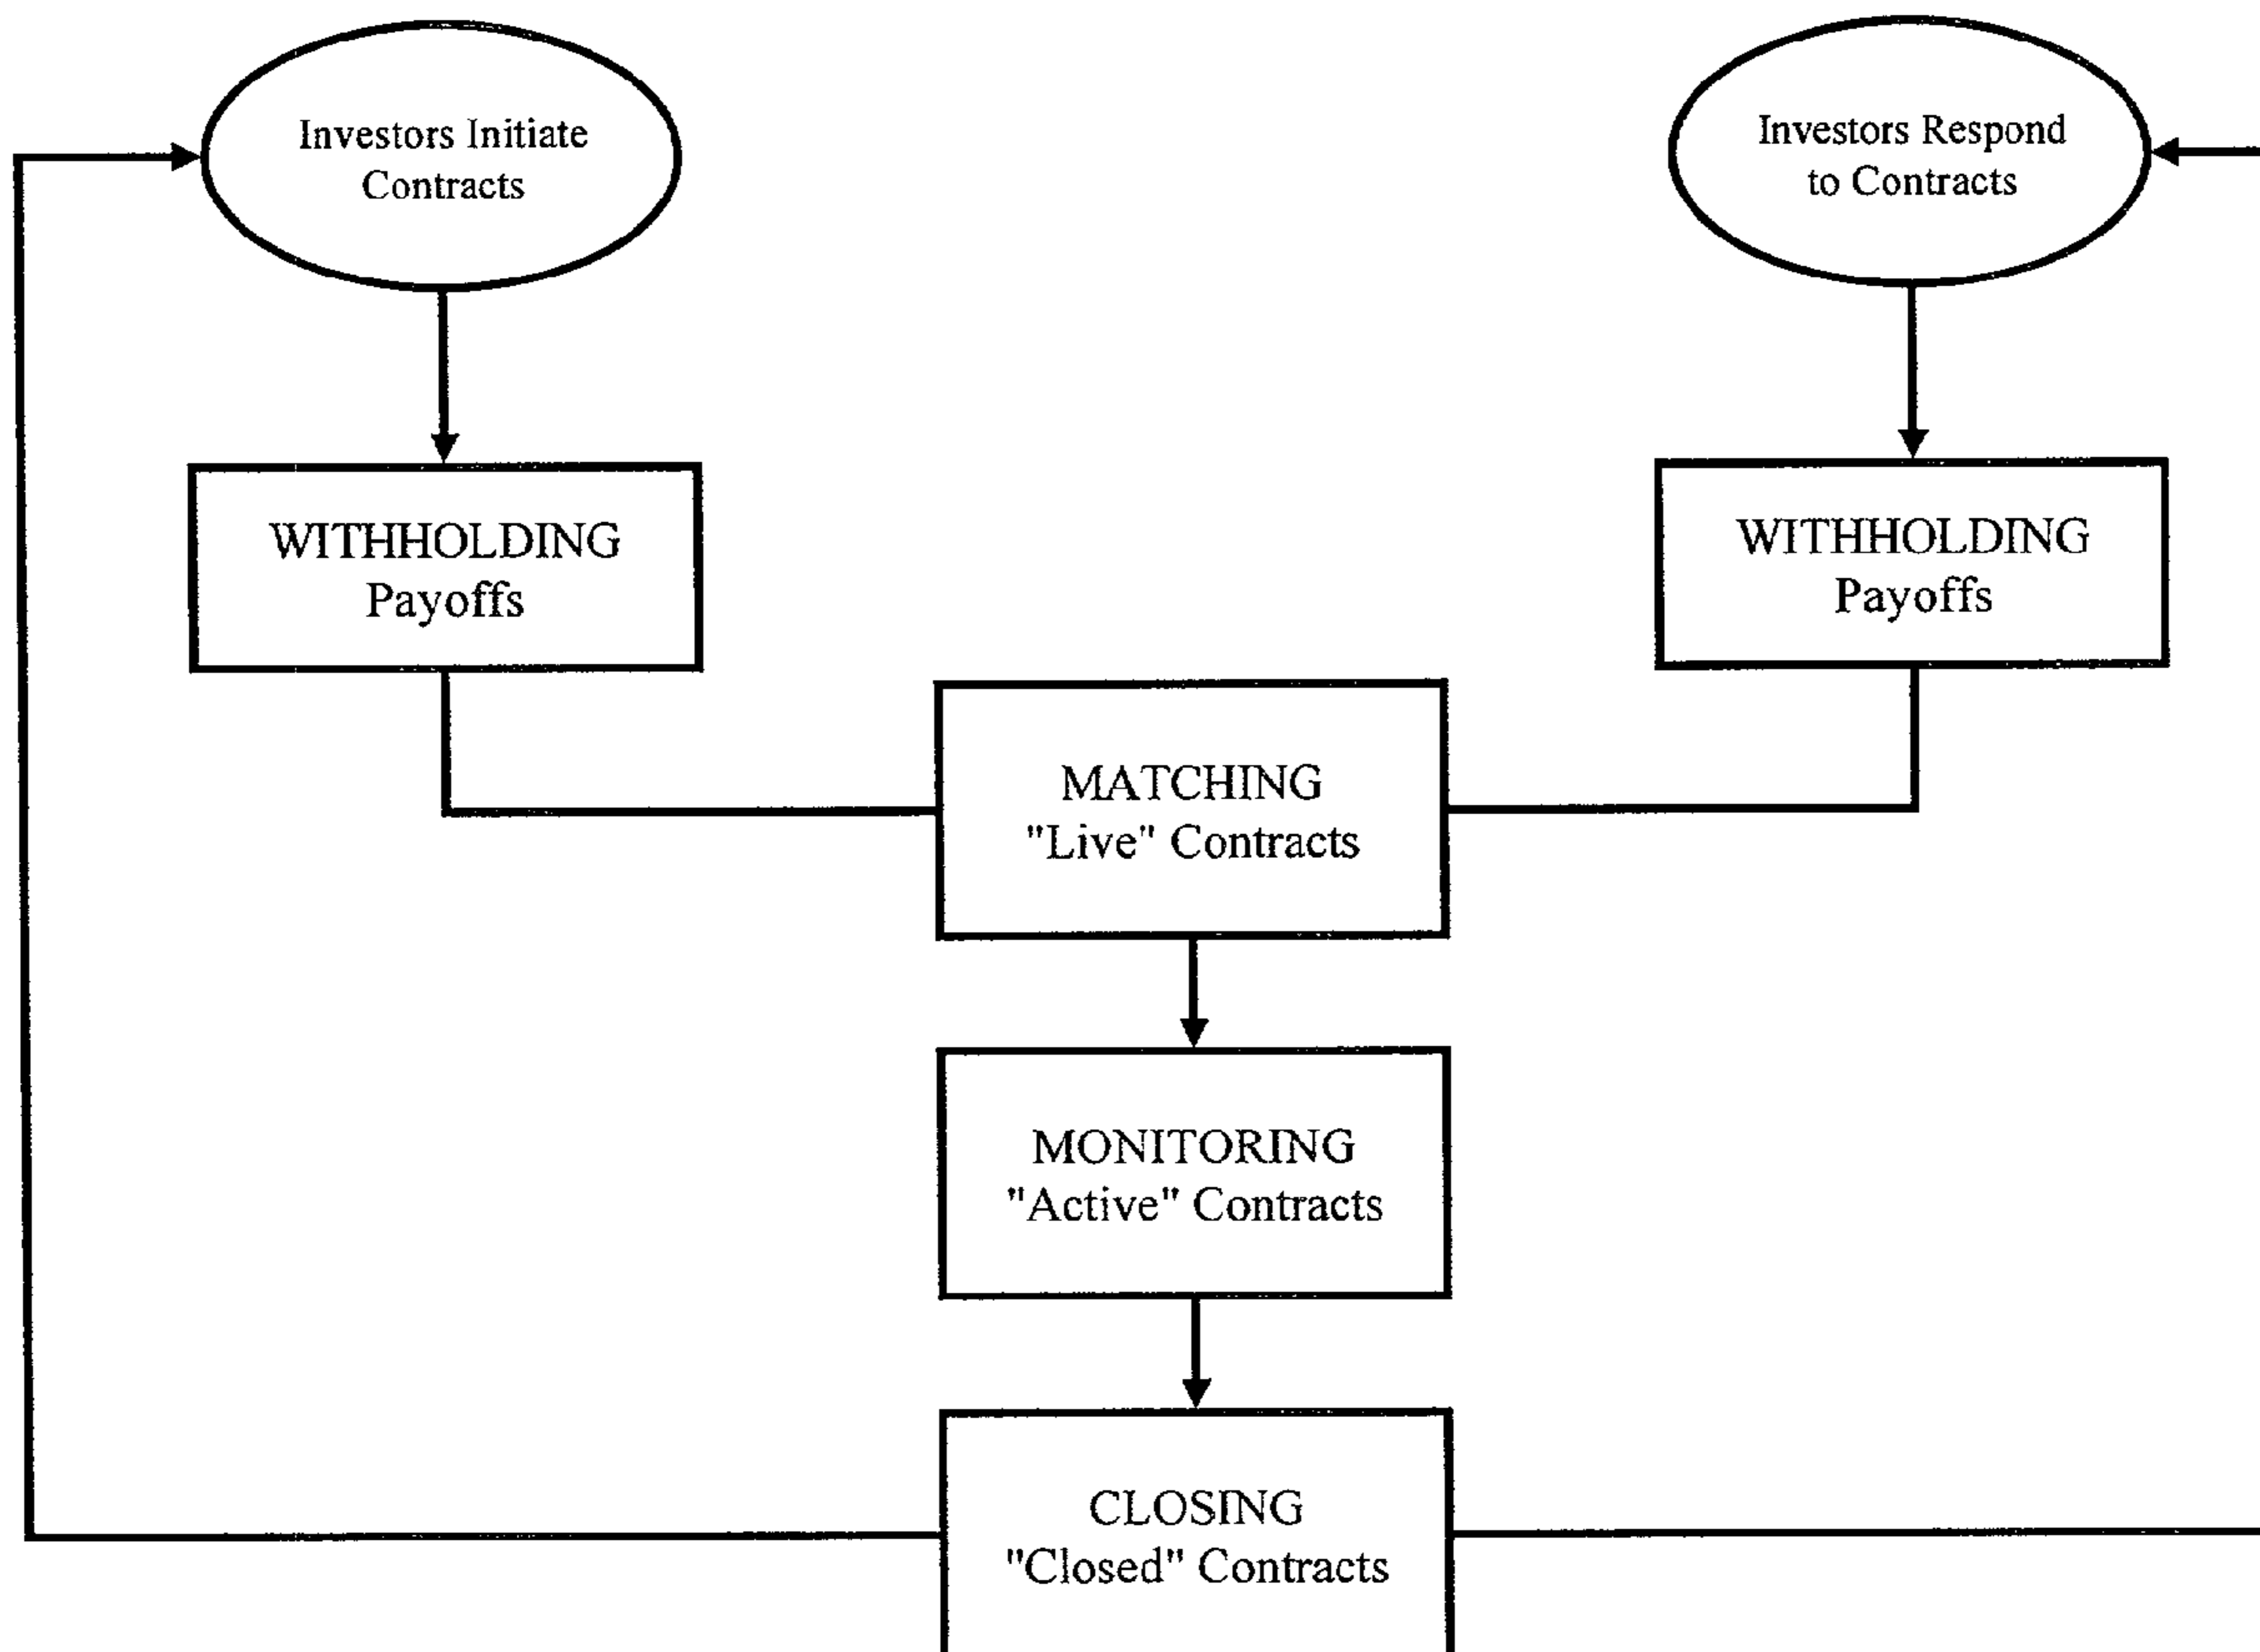 Investors Initiate
Contracts
Investors Respond
to Contracts
WITHHOLDING
Payoffs
WITHHOLDING
Payoffs
MATCHING
"Live" Contracts
MONITORING
"Active" Contracts
CLOSING
"Closed" Contracts